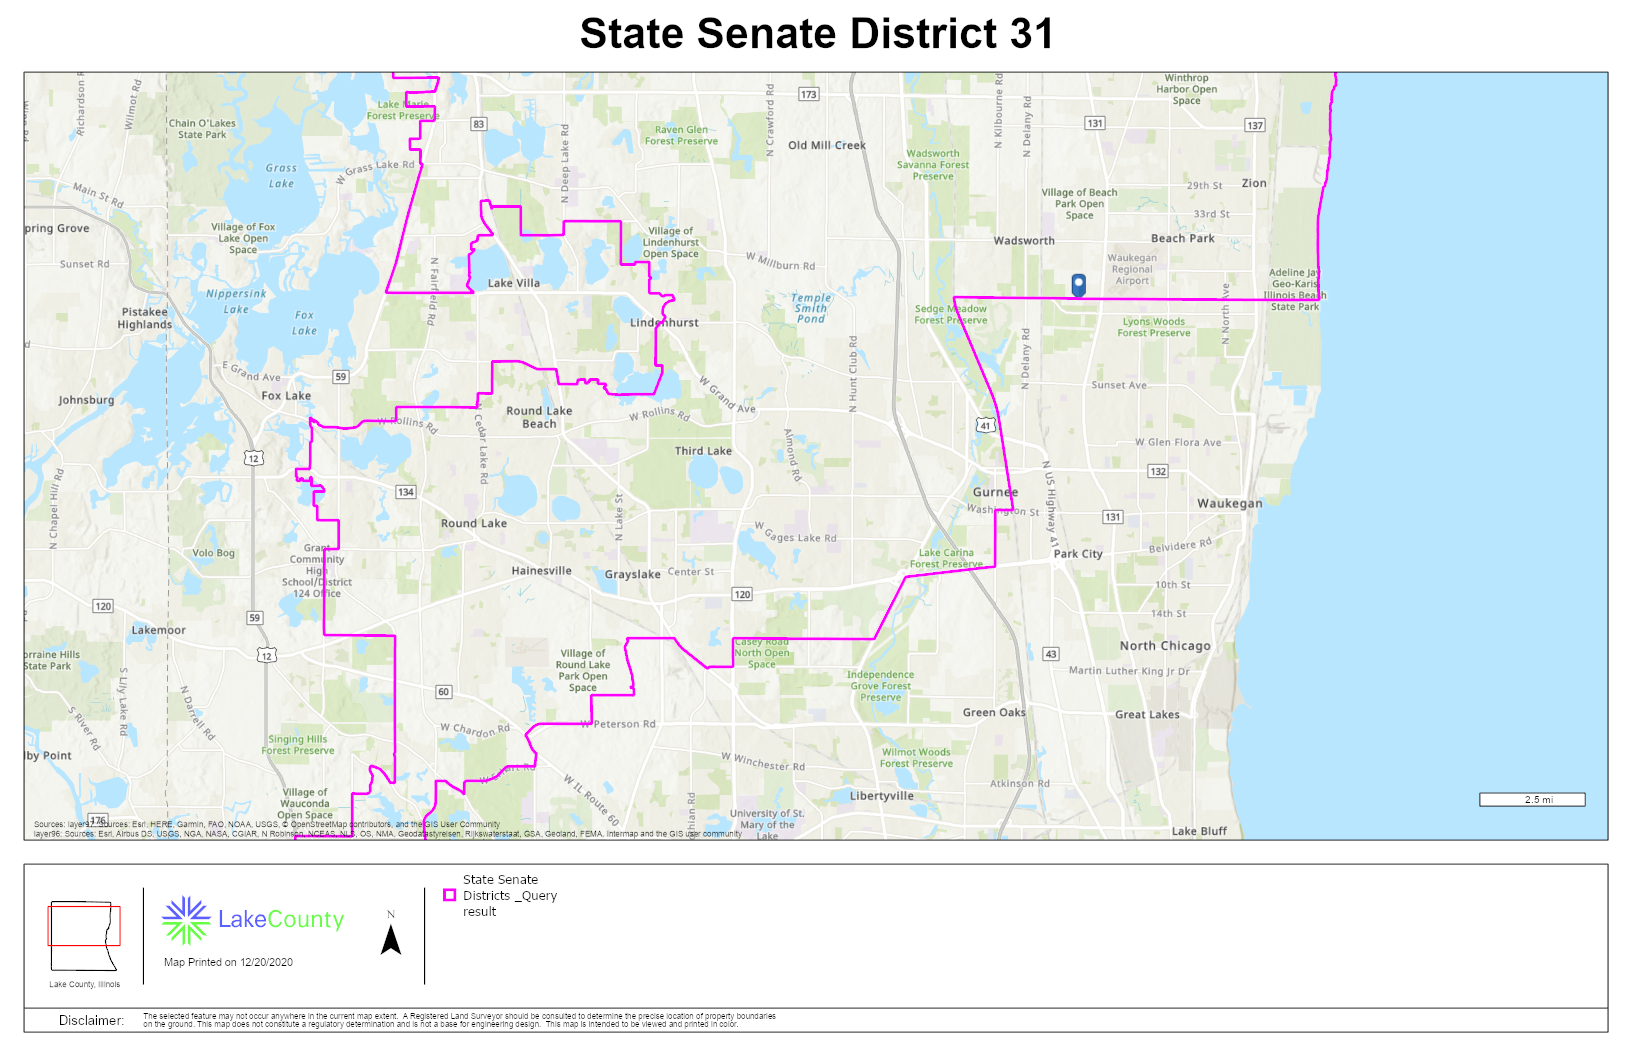 State Senate District 31
Richardson R
Wilmot Rd
Chain O'Lakes
State Park
Lake Marie
Forest Preserve
83
173
N Crawford Rd
N Kilbourne Rd
N Delany Rd
131
Winthrop
Harbor Open
Space
137
Raven Glen
Forest Preserve
Old Mill Creek
N Deep Lake Rd
W Grass Lake Rd
Grass
Lake
Wadsworth
Savanna Forest
Preserve
29th St
Zion
Main St Rd
Village of Beach
Park Open
Space
33rd St
pring Grove
Village of Fox
Lake Open
Space
Village of
Lindenhurst
Open Space
Wadsworth
Beach Park
Sunset Rd
N Fairfield Rd
W Millburn Rd
Waukegan
Regional
Airport
Adeline Jay
Geo-Karis
Illinois Beach
State Park
Lake Villa
Nippersink
Lake
Fox
Lake
Temple
Smith
Pond
Pistakee
Highlands
Lindenhurst
Sedge Meadow
Forest Preserve
Lyons Woods
Forest Preserve
N North Ave
N Delany Rd
N Hunt Club Rd
E Grand Ave
59
W Grand Ave
Sunset Ave
Johnsburg
Fox Lake
Round Lake
Beach
W Rollins Rd
W Rollins Rd
N Cedar Lake Rd
41
Almond Rd
W Glen Flora Ave
12
Third Lake
132
N Chapel Hill Rd
134
N US Highway 41
Gurnee
Washington St
Waukegan
Round Lake
N Lake St
131
W Gages Lake Rd
Volo Bog
Grant
Community
High
School/District
124 Office
Lake Carina
Forest Preserve
Park City
Belvidere Rd
Hainesville
Grayslake
Center St
10th St
120
120
59
14th St
Lakemoor
North Chicago
Casey Road
North Open
Space
12
43
orraine Hills
State Park
Village of
Round Lake
Park Open
Space
Martin Luther King Jr Dr
Independence
Grove Forest
Preserve
60
S Lily Lake Rd
N Darrell Rd
S River Rd
Green Oaks
Great Lakes
W Chardon Rd
W Peterson Rd
Singing Hills
Forest Preserve
lby Point
Wilmot Woods
Forest Preserve
W Winchester Rd
Atkinson Rd
W IL Route 60
Village of
Wauconda
Open Space
Libertyville
2.5 mi
176
University of St.
Mary of the
Lake
Lake Bluff
Sources: layer97: Sources: Esri, HERE, Garmin, FAO, NOAA, USGS, © OpenStreetMap contributors, and the GIS User Community
layer96: Sources: Esri, Airbus DS, USGS, NGA, NASA, CGIAR, N Robinson, NCEAS, NLS, OS, NMA, Geodatastyrelsen, Rijkswaterstaat, GSA, Geoland, FEMA, Intermap and the GIS user community
State Senate
Districts _Query
result
LakeCounty
N
Map Printed on 12/20/2020
Lake County, Illinois
Disclaimer:
The selected feature may not occur anywhere in the current map extent. A Registered Land Surveyor should be consulted to determine the precise location of property boundaries
on the ground. This map does not constitute a regulatory determination and is not a base for engineering design. This map is intended to be viewed and printed in color.